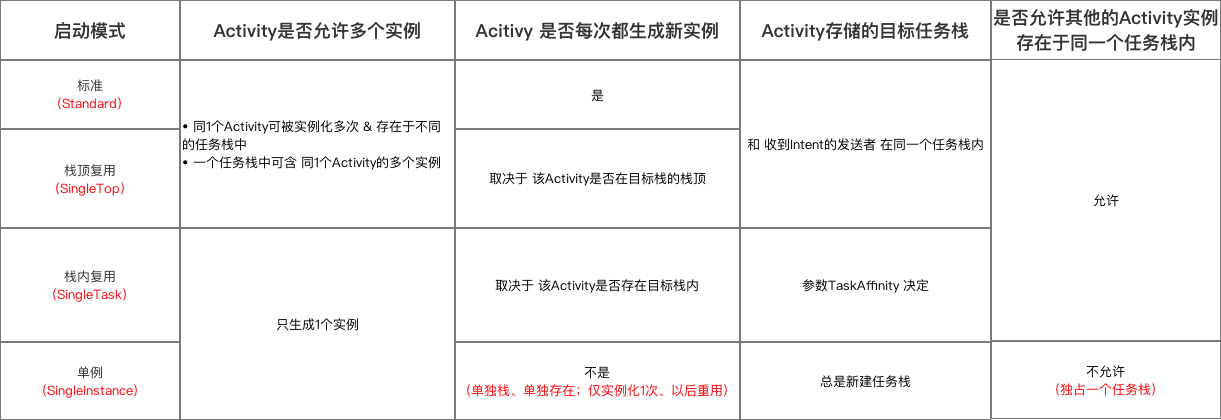 启动模式
Activity是否允许多个实例
Acitivy 是否每次都生成新实例
Activity存储的目标任务栈
是否允许其他的Activity实例
存在于同一个任务栈内
标准
（Standard）
• 同1个Activity可被实例化多次 & 存在于不同
的任务栈中
• 一个任务栈中可含 同1个Activity的多个实例
是
和 收到Intent的发送者 在同一个任务栈内
允许
栈顶复用
（SingleTop）
取决于 该Activity是否在目标栈的栈顶
栈内复用
（SingleTask）
只生成1个实例
取决于 该Activity是否存在目标栈内
参数TaskAffinity 决定
单例
（SingleInstance）
不是
（单独栈、单独存在；仅实例化1次、以后重用）
总是新建任务栈
不允许
（独占一个任务栈）